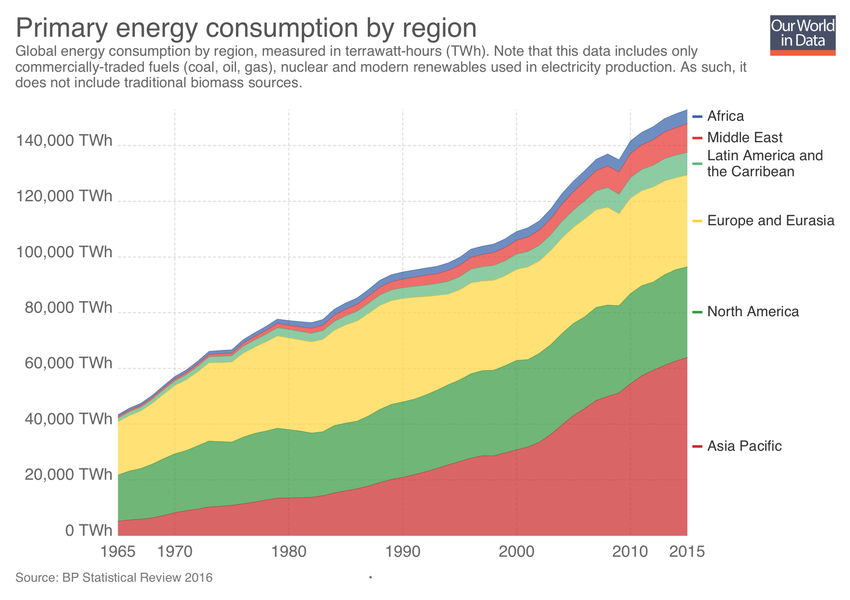 Primary energy consumption by region
Our World
in Data
Global energy consumption by region, measured in terrawatt-hours (TWh). Note that this data includes only
commercially-traded fuels (coal, oil, gas), nuclear and modern renewables used in electricity production. As such, it
does not include traditional biomass sources.
140,000 TWh
120,000 TWh
100,000 TWh
80,000 TWh
60,000 TWh
40,000 TWh
20,000 TWh
0 TWh
Africa
Middle East
Latin America and
the Carribean
Europe and Eurasia
North America
Asia Pacific
1965 1970 1980 1990 2000 2010 2015
Source: BP Statistical Review 2016